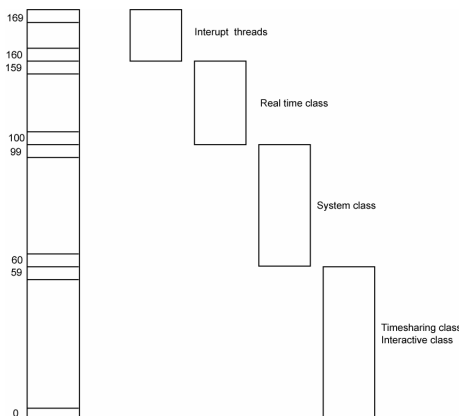 169
Interupt threads
160
159
Real time class
100
99
System class
60
59
Timesharing class
Interactive class
0